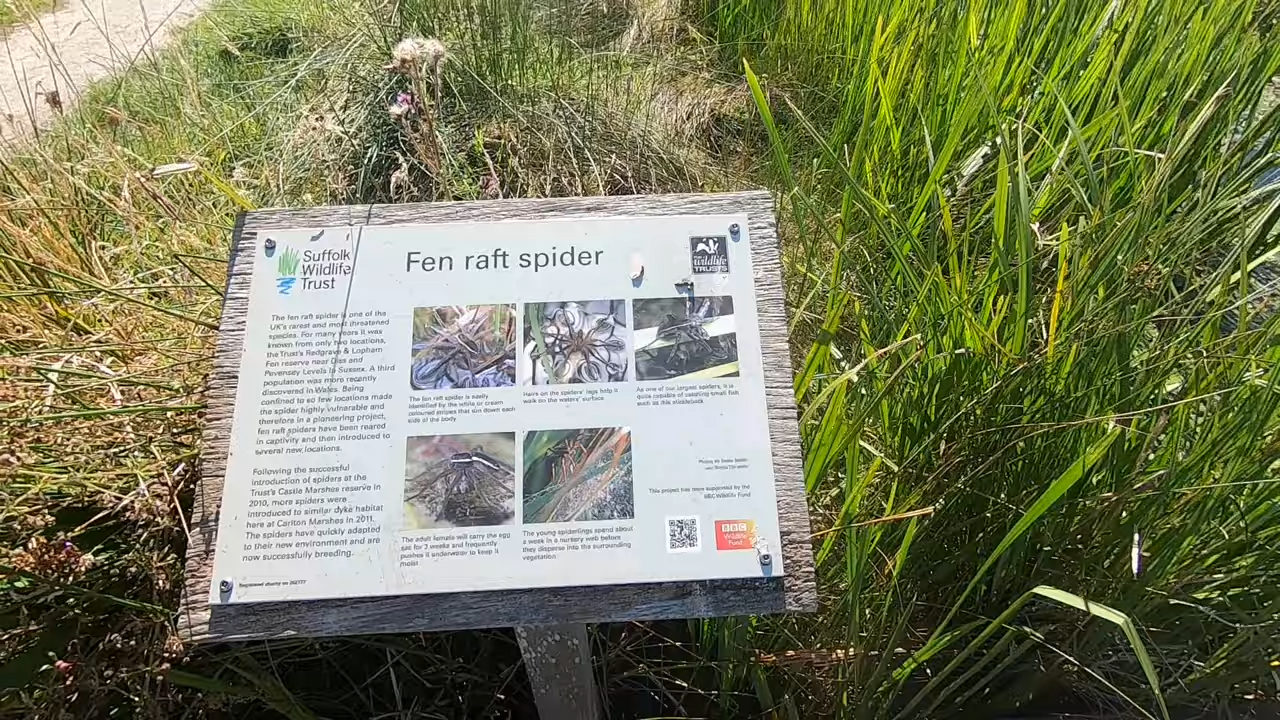 Suffolk
Wildlife
Trust
Fen raft spider
wildlife
TRUSTS
The fen raft spider is one of the
UK's rarest and most threatened
species. For many years it was
known from only two locations,
the Trust's Redgrave & Lopham
Fen reserve near Diss and
Pevensey Levels in Sussex. A third
population was more recently
discovered in Wales. Being
confined to so few locations made
the spider highly vulnerable and
therefore in a pioneering project,
fen raft spiders have been reared
in captivity and then introduced to
several new locations.
Following the successful
introduction of spiders at the
Trust's Castle Marshes reserve in
2010, more spiders were
introduced to similar dyke habitat
here at Carlton Marshes in 2011.
The spiders have quickly adapted
to their new environment and are
now successfully breeding.
Registered charity no 262777
The fen raft spider is easily
identified by the white or cream
coloured stripes that run down each
side of the body
Hairs on the spiders' legs help it
walk on the waters' surface
As one of our largest spiders, it is
quite capable of catching small fish
such as this stickleback
The adult female will carry the egg
sac for 3 weeks and frequently
pushes it underwater to keep it
moist
The young spiderlings spend about
a week in a nursery web before
they disperse into the surrounding
vegetation
Photos by
This project has been supported by the
BBC Wildlife Fund
BBC
Wildlife
Fund